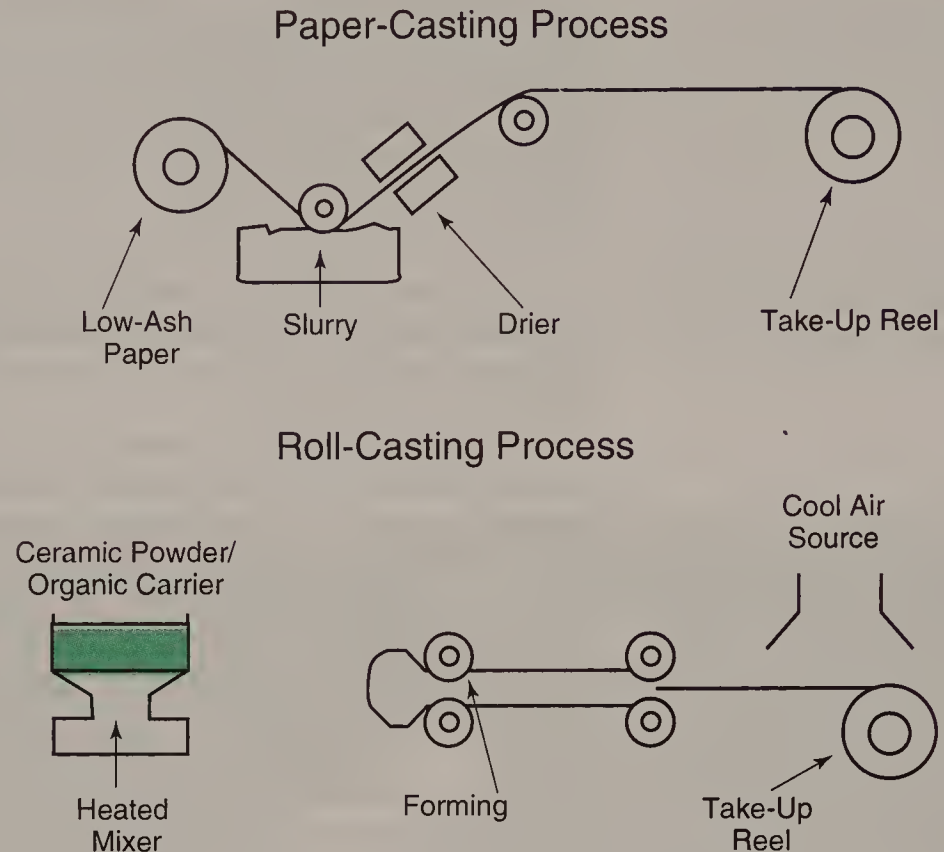 Paper-Casting Process
Low-Ash
Paper
Slurry
Drier
Take-Up Reel
Roll-Casting Process
Cool Air
Source
Ceramic Powder/
Organic Carrier
Heated
Mixer
Forming
Take-Up
Reel